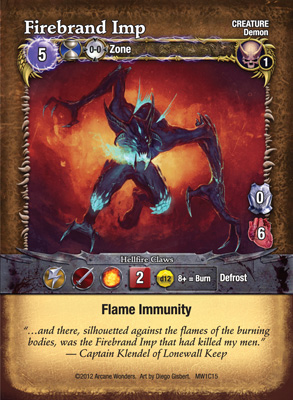 Firebrand Imp
CREATURE
Demon
5
0-0 Zone
1
0
6
Hellfire Claws
2 d12 8+ = Burn Defrost
Flame Immunity
“...and there, silhouetted against the flames of the burning
bodies, was the Firebrand Imp that had killed my men.”
— Captain Klendel of Lonewall Keep
©2012 Arcane Wonders. Art by Diego Gisbert. MW1C15